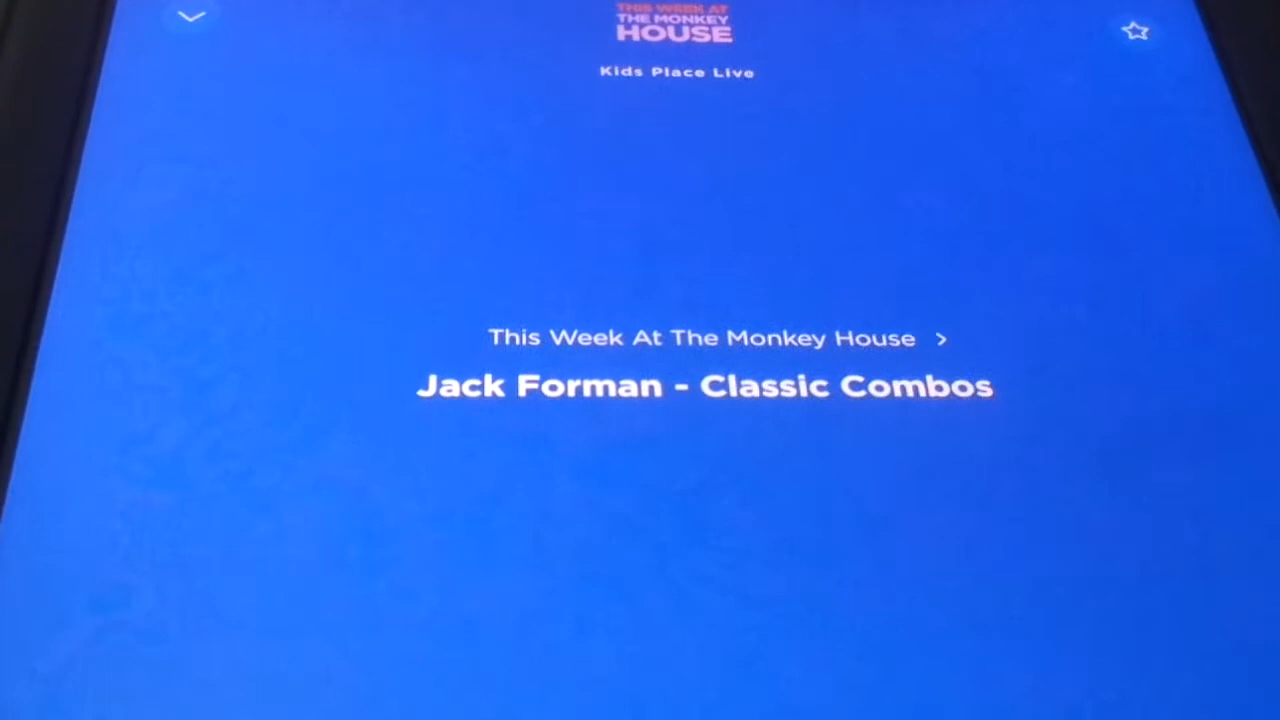 THIS WEEK AT
THE MONKEY
HOUSE
Kids Place Live
This Week At The Monkey House
Jack Forman - Classic Combos